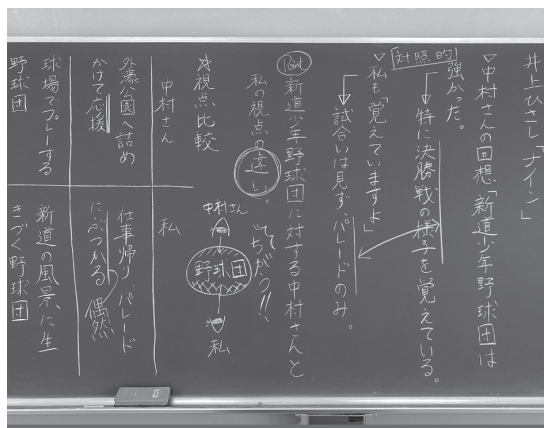 井上ひさし「ナイン」
▽中村さんの回想「新道少年野球団は
強かった。
対照的
→特に決勝戦の様子を覚えている。
▽私も「覚えていますよ」
→試合は見ず、パレードのみ。
Point 新道少年野球団に対する中村さんと
私の視点の違い。
☆視点比較
中村さん
野球団
私
ちがう!!
中村さん
私
外濠公園へ詰め
かけて応援
仕事帰り、パレード
にぶつかる 偶然
球場でプレーする
野球団
新道の風景に生
きづく野球団